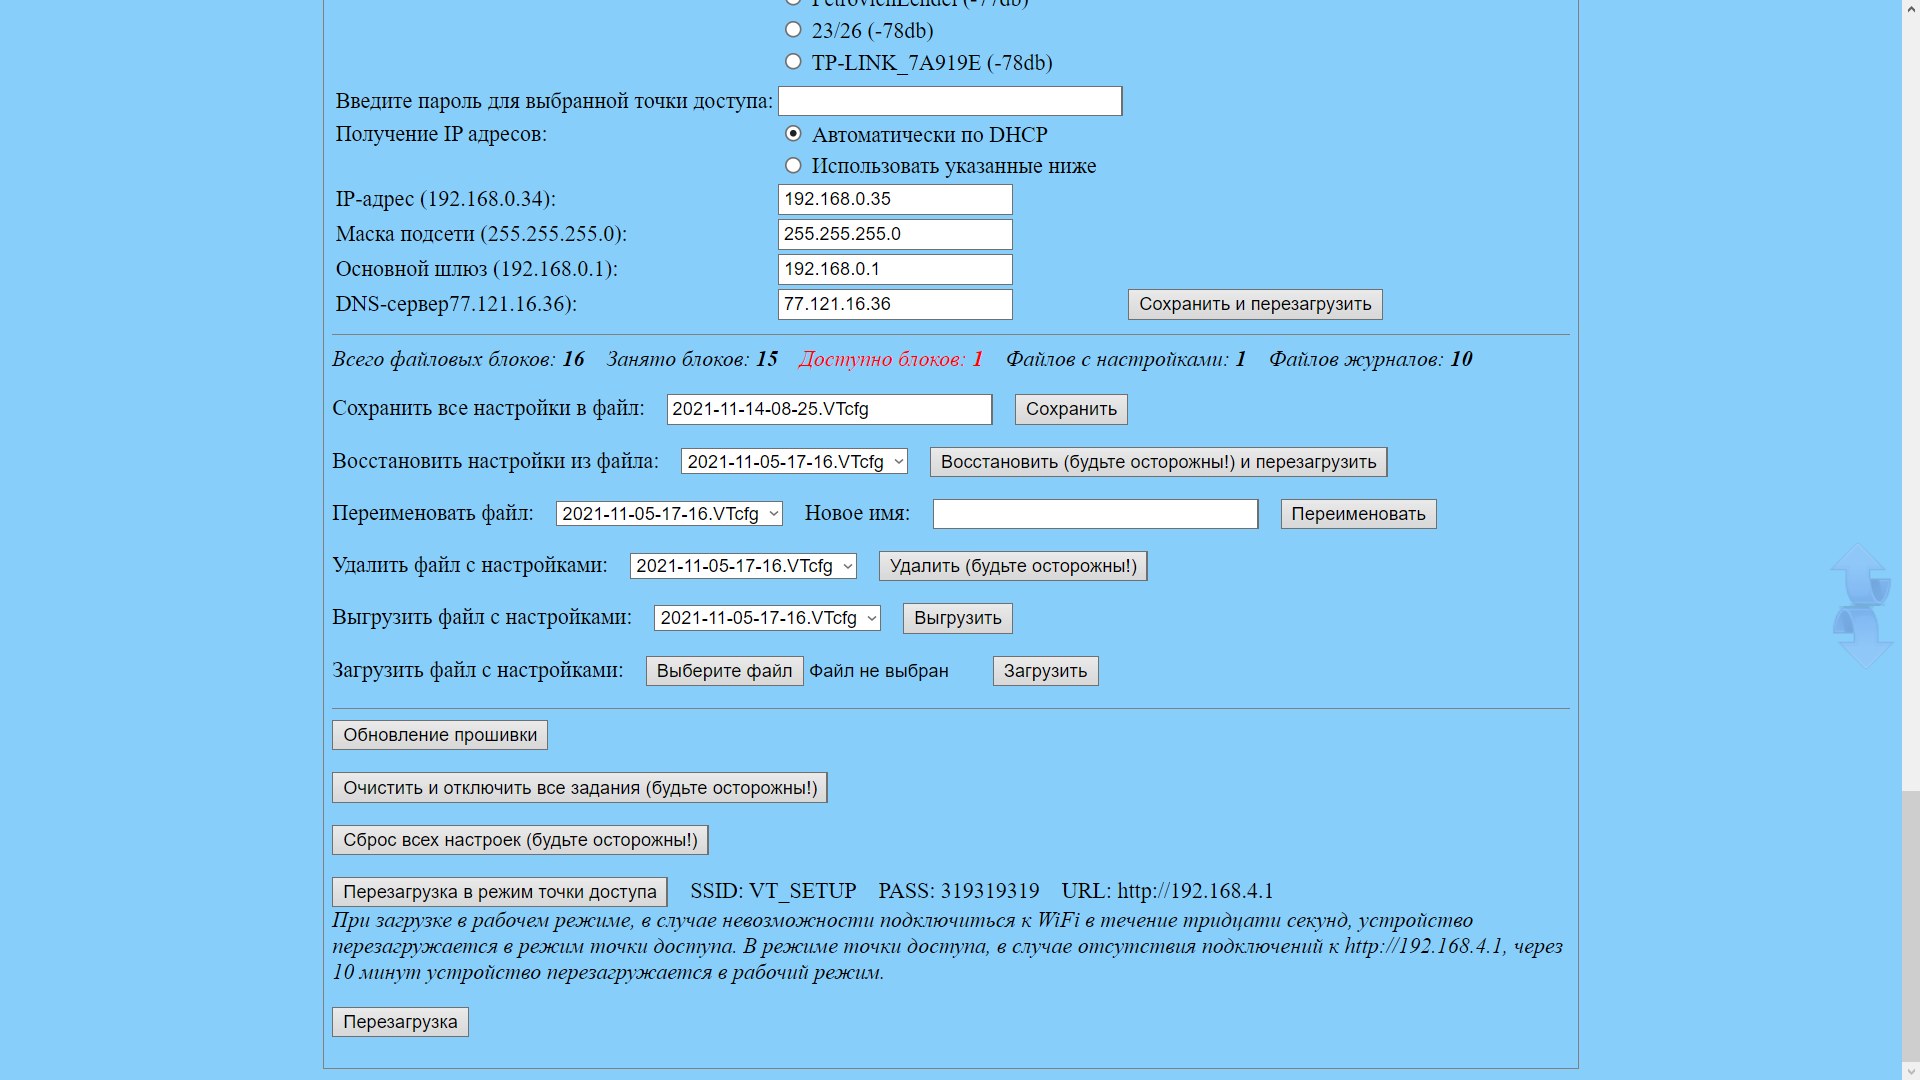 PetrovichLender (-77db)
23/26 (-78db)
TP-LINK_7A919E (-78db)
Введите пароль для выбранной точки доступа:
Получение IP адресов: Автоматически по DHCP
Использовать указанные ниже
IP-адрес (192.168.0.34): 192.168.0.35
Маска подсети (255.255.255.0): 255.255.255.0
Основной шлюз (192.168.0.1): 192.168.0.1
DNS-сервер77.121.16.36): 77.121.16.36 Сохранить и перезагрузить
Всего файловых блоков: 16 Занято блоков: 15 Доступно блоков: 1 Файлов с настройками: 1 Файлов журналов: 10
Сохранить все настройки в файл: 2021-11-14-08-25.VTcfg Сохранить
Восстановить настройки из файла: 2021-11-05-17-16.VTcfg Восстановить (будьте осторожны!) и перезагрузить
Переименовать файл: 2021-11-05-17-16.VTcfg Новое имя: Переименовать
Удалить файл с настройками: 2021-11-05-17-16.VTcfg Удалить (будьте осторожны!)
Выгрузить файл с настройками: 2021-11-05-17-16.VTcfg Выгрузить
Загрузить файл с настройками: Выберите файл Файл не выбран Загрузить
Обновление прошивки
Очистить и отключить все задания (будьте осторожны!)
Сброс всех настроек (будьте осторожны!)
Перезагрузка в режим точки доступа SSID: VT_SETUP PASS: 319319319 URL: http://192.168.4.1
При загрузке в рабочем режиме, в случае невозможности подключиться к WiFi в течение тридцати секунд, устройство
перезагружается в режим точки доступа. В режиме точки доступа, в случае отсутствия подключений к http://192.168.4.1, через
10 минут устройство перезагружается в рабочий режим.
Перезагрузка